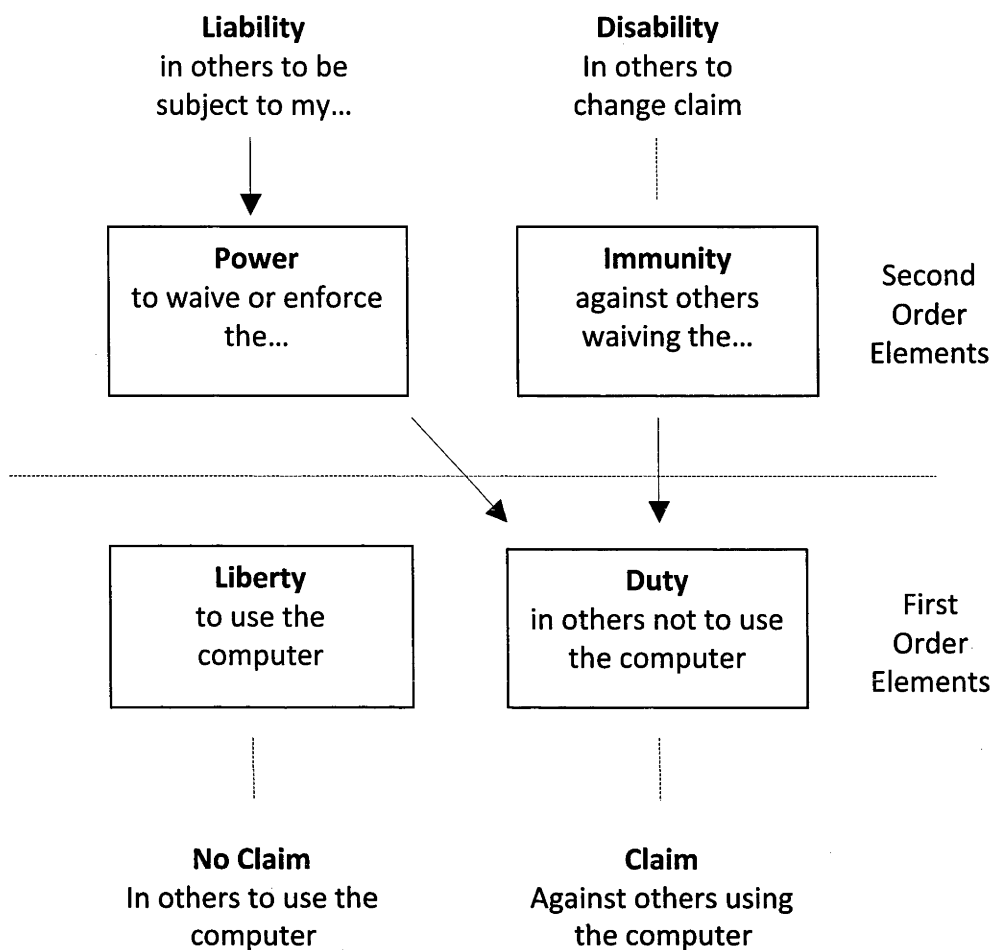 Liability
in others to be
subject to my...
Disability
In others to
change claim
Power
to waive or enforce
the...
Immunity
against others
waiving the...
Second
Order
Elements
Liberty
to use the
computer
Duty
in others not to use
the computer
First
Order
Elements
No Claim
In others to use the
computer
Claim
Against others using
the computer